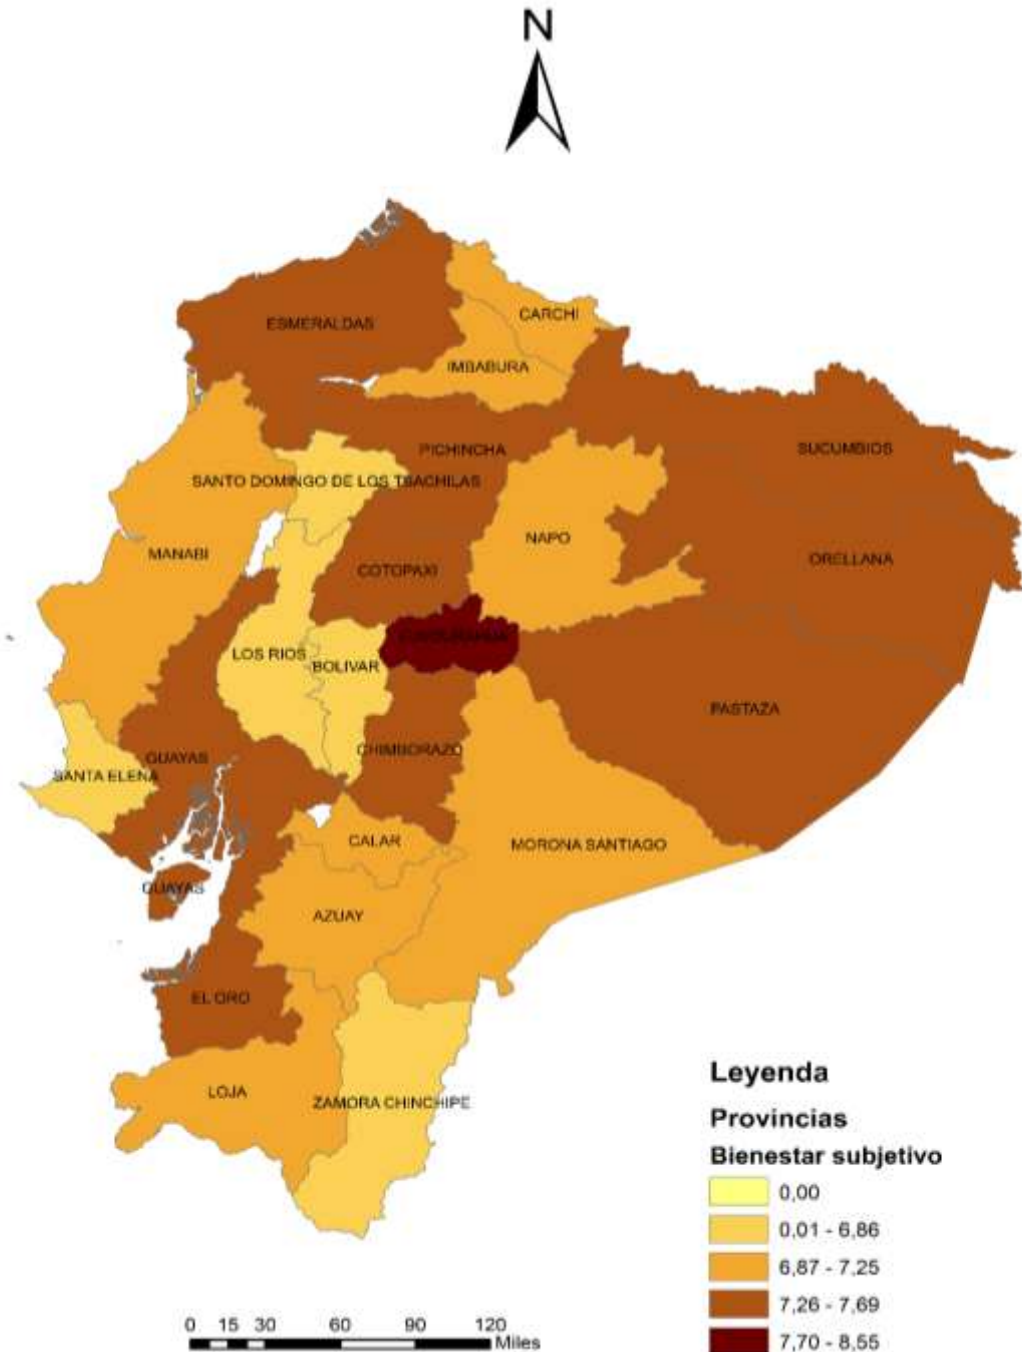 N
ESMERALDAS
CARCHI
IMBABURA
PICHINCHA
SUCUMBIOS
SANTO DOMINGO DE LOS TSACHILAS
NAPO
MANABI
ORELLANA
COTOPAXI
TUNGURAHUA
LOS RIOS
BOLIVAR
PASTAZA
GUAYAS
CHIMBORAZO
SANTA ELENA
CAÑAR
MORONA SANTIAGO
GUAYAS
AZUAY
EL ORO
LOJA
ZAMORA CHINCHIPE
Leyenda
Provincias
Bienestar subjetivo
0,00
0,01 - 6,86
6,87 - 7,25
7,26 - 7,69
7,70 - 8,55
0 15 30 60 90 120
Miles